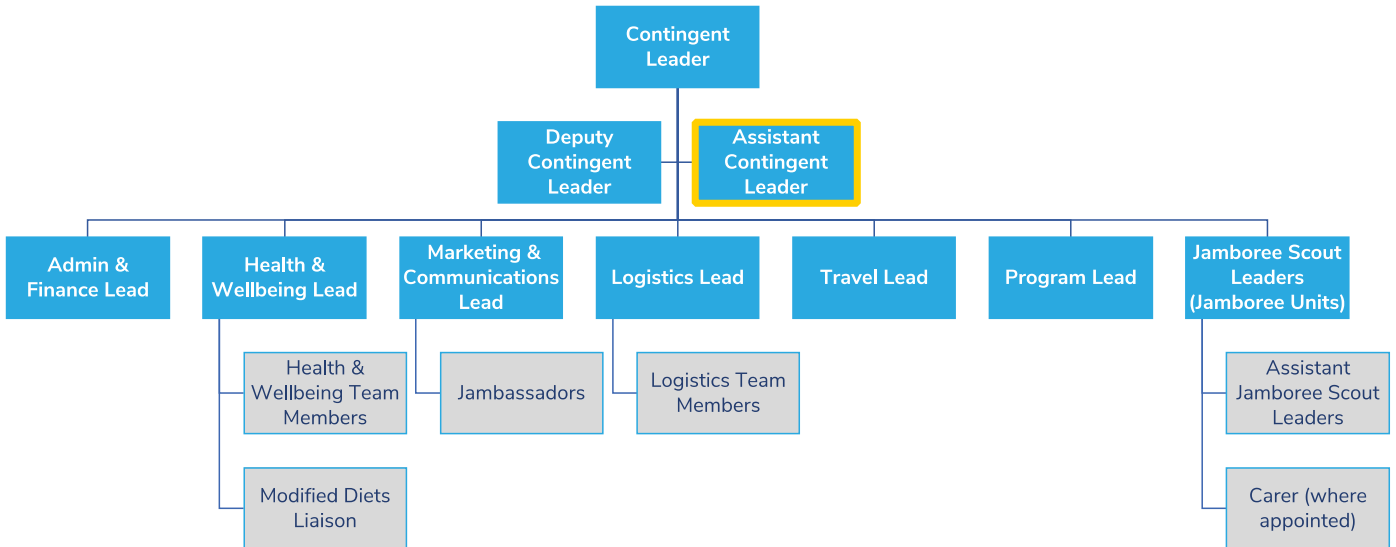 Contingent
Leader
Deputy
Contingent
Leader
Assistant
Contingent
Leader
Admin &
Finance Lead
Health &
Wellbeing Lead
Marketing &
Communications
Lead
Logistics Lead
Travel Lead
Program Lead
Jamboree Scout
Leaders
(Jamboree Units)
Health &
Wellbeing Team
Members
Jambassadors
Logistics Team
Members
Assistant
Jamboree Scout
Leaders
Modified Diets
Liaison
Carer (where
appointed)